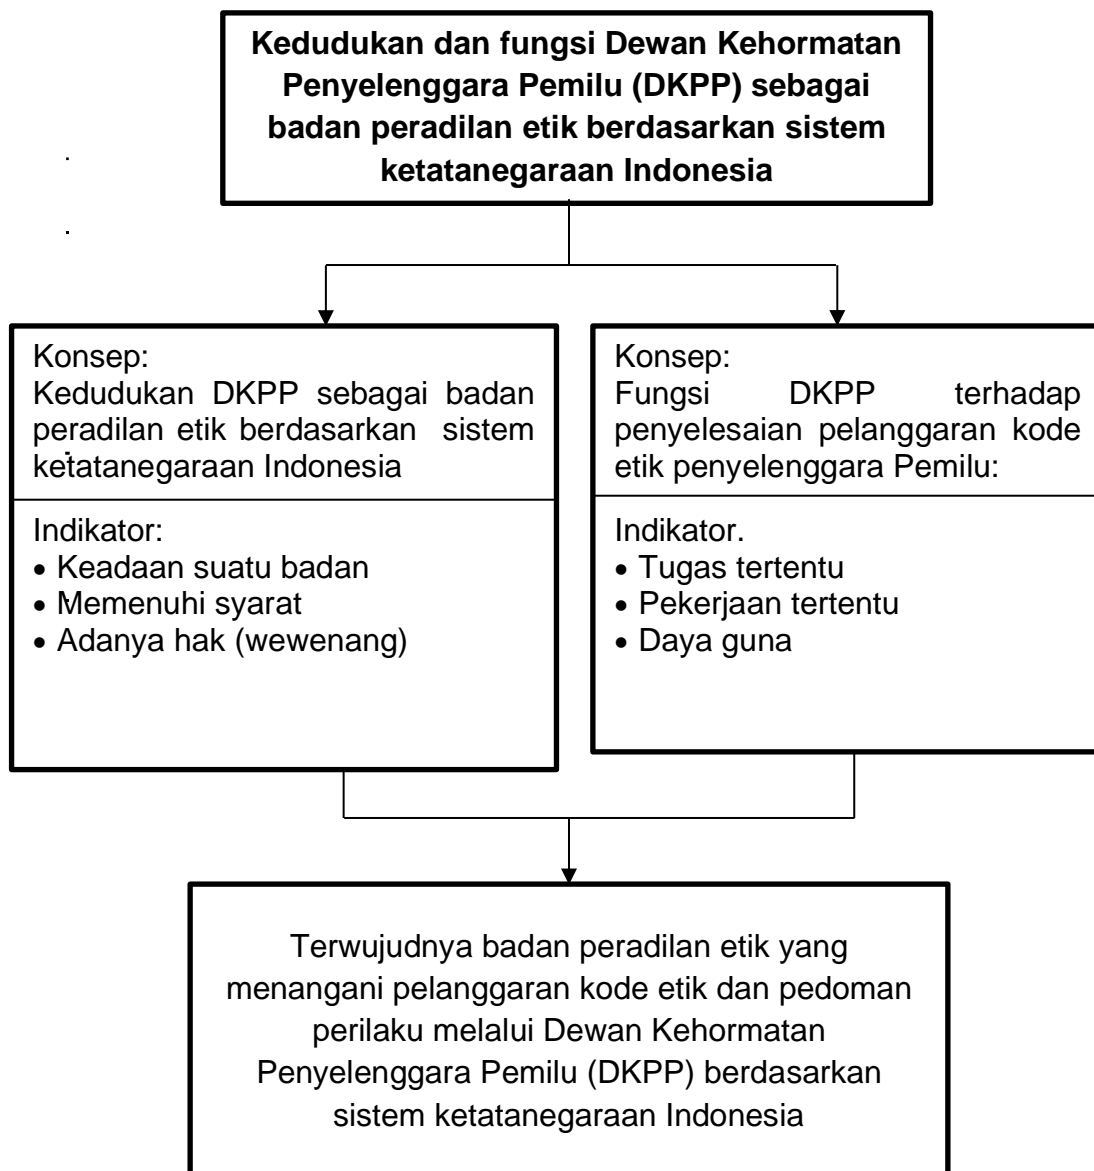 Kedudukan dan fungsi Dewan Kehormatan
Penyelenggara Pemilu (DKPP) sebagai
badan peradilan etik berdasarkan sistem
ketatanegaraan Indonesia
Konsep:
Kedudukan DKPP sebagai badan
peradilan etik berdasarkan sistem
ketatanegaraan Indonesia
Indikator:
• Keadaan suatu badan
• Memenuhi syarat
• Adanya hak (wewenang)
Konsep:
Fungsi DKPP terhadap
penyelesaian pelanggaran kode
etik penyelenggara Pemilu:
Indikator.
• Tugas tertentu
• Pekerjaan tertentu
• Daya guna
Terwujudnya badan peradilan etik yang
menangani pelanggaran kode etik dan pedoman
perilaku melalui Dewan Kehormatan
Penyelenggara Pemilu (DKPP) berdasarkan
sistem ketatanegaraan Indonesia